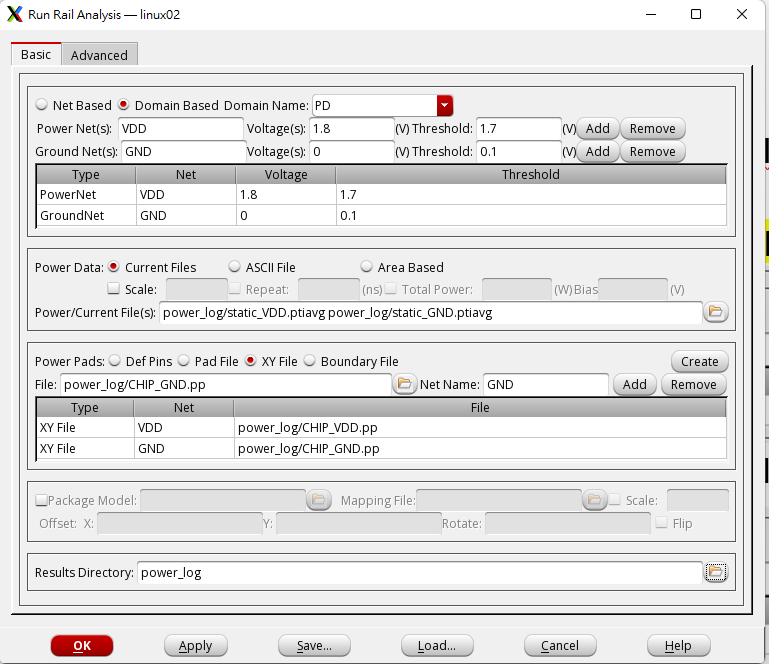 Run Rail Analysis — linux02
Basic Advanced
Net Based Domain Based Domain Name: PD
Power Net(s): VDD Voltage(s): 1.8 (V) Threshold: 1.7 (V) Add Remove
Ground Net(s): GND Voltage(s): 0 (V) Threshold: 0.1 (V) Add Remove
Type Net Voltage Threshold
PowerNet VDD 1.8 1.7
GroundNet GND 0 0.1
Power Data: Current Files ASCII File Area Based
Scale: Repeat: (ns) Total Power: (W) Bias (V)
Power/Current File(s): power_log/static_VDD.ptiavg power_log/static_GND.ptiavg
Power Pads: Def Pins Pad File XY File Boundary File Create
File: power_log/CHIP_GND.pp Net Name: GND Add Remove
Type Net File
XY File VDD power_log/CHIP_VDD.pp
XY File GND power_log/CHIP_GND.pp
Package Model: Mapping File: Scale:
Offset: X: Y: Rotate: Flip
Results Directory: power_log
OK Apply Save... Load... Cancel Help